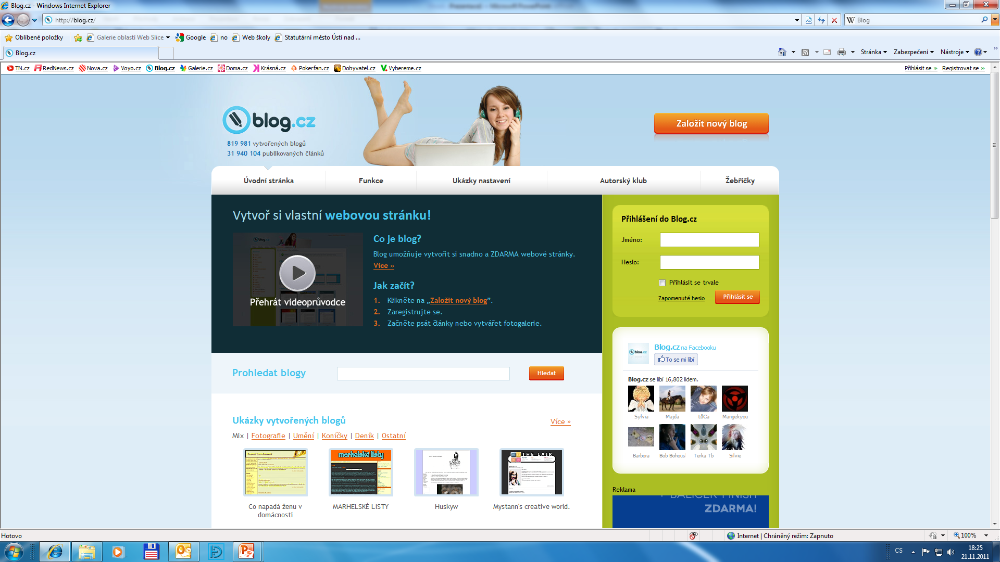 Blog.cz - Windows Internet Explorer
http://blog.cz/
Blog
Oblíbené položky
Galerie oblastí Web Slice
Google
no
Web školy
Statutární město Ústí nad ...
Blog.cz
Stránka
Zabezpečení
Nástroje
TN.cz RedNews.cz Nova.cz Voyo.cz Blog.cz Galerie.cz Doma.cz Krásná.cz Pokerfan.cz Dobyvatel.cz Vybereme.cz
Přihlásit se » Registrovat se »
blog.cz
819 981 vytvořených blogů
31 940 104 publikovaných článků
Založit nový blog
Úvodní stránka
Funkce
Ukázky nastavení
Autorský klub
Žebříčky
Vytvoř si vlastní webovou stránku!
Přehrát videoprůvodce
Co je blog?
Blog umožňuje vytvořit si snadno a ZDARMA webové stránky.
Více »
Jak začít?
1. Klikněte na „Založit nový blog”.
2. Zaregistrujte se.
3. Začněte psát články nebo vytvářet fotogalerie.
Přihlášení do Blog.cz
Jméno:
Heslo:
Přihlásit se trvale
Zapomenuté heslo
Přihlásit se
Prohledat blogy
Hledat
Blog.cz na Facebooku
To se mi líbí
Blog.cz se líbí 16,802 lidem.
Sylvia Majda LůCa Mangekyou
Barbora Bob Bohousl Terka Tb Silvie
Ukázky vytvořených blogů
Více »
Mix | Fotografie | Umění | Koníčky | Deník | Ostatní
marhelské listy
THE LAIR
Co napadá ženu v
domácnosti
MARHELSKÉ LISTY
Huskyw
Mystann's creative world.
Reklama
BALÍČEK FINISH
ZDARMA!
Hotovo
Internet | Chráněný režim: Zapnuto
100%
CS
18:25
21.11.2011